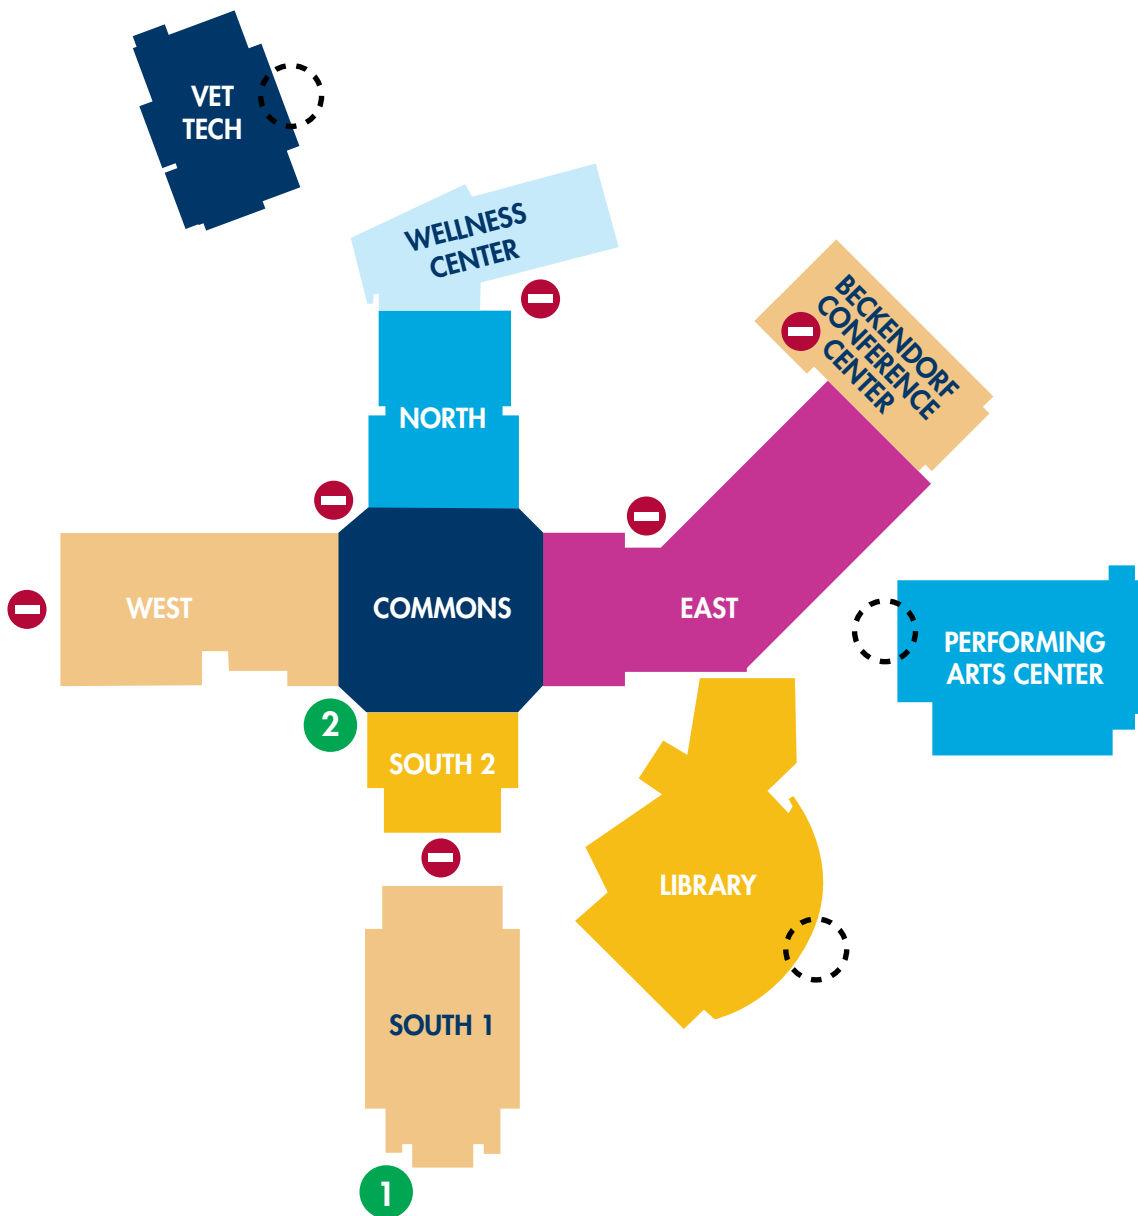 VET
TECH
WELLNESS
CENTER
BECKENDORF
CONFERENCE
CENTER
NORTH
WEST
COMMONS
EAST
PERFORMING
ARTS CENTER
2
SOUTH 2
LIBRARY
SOUTH 1
1